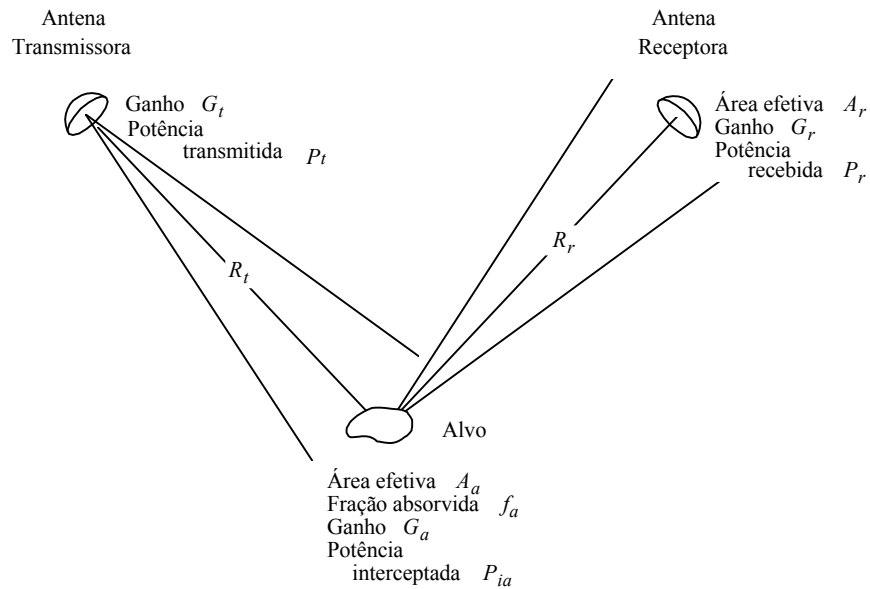 Antena
Transmissora
Ganho G_t
Potência
transmitida P_t
Antena
Receptora
Área efetiva A_r
Ganho G_r
Potência
recebida P_r
R_t
R_r
Alvo
Área efetiva A_a
Fração absorvida f_a
Ganho G_a
Potência
interceptada P_ia